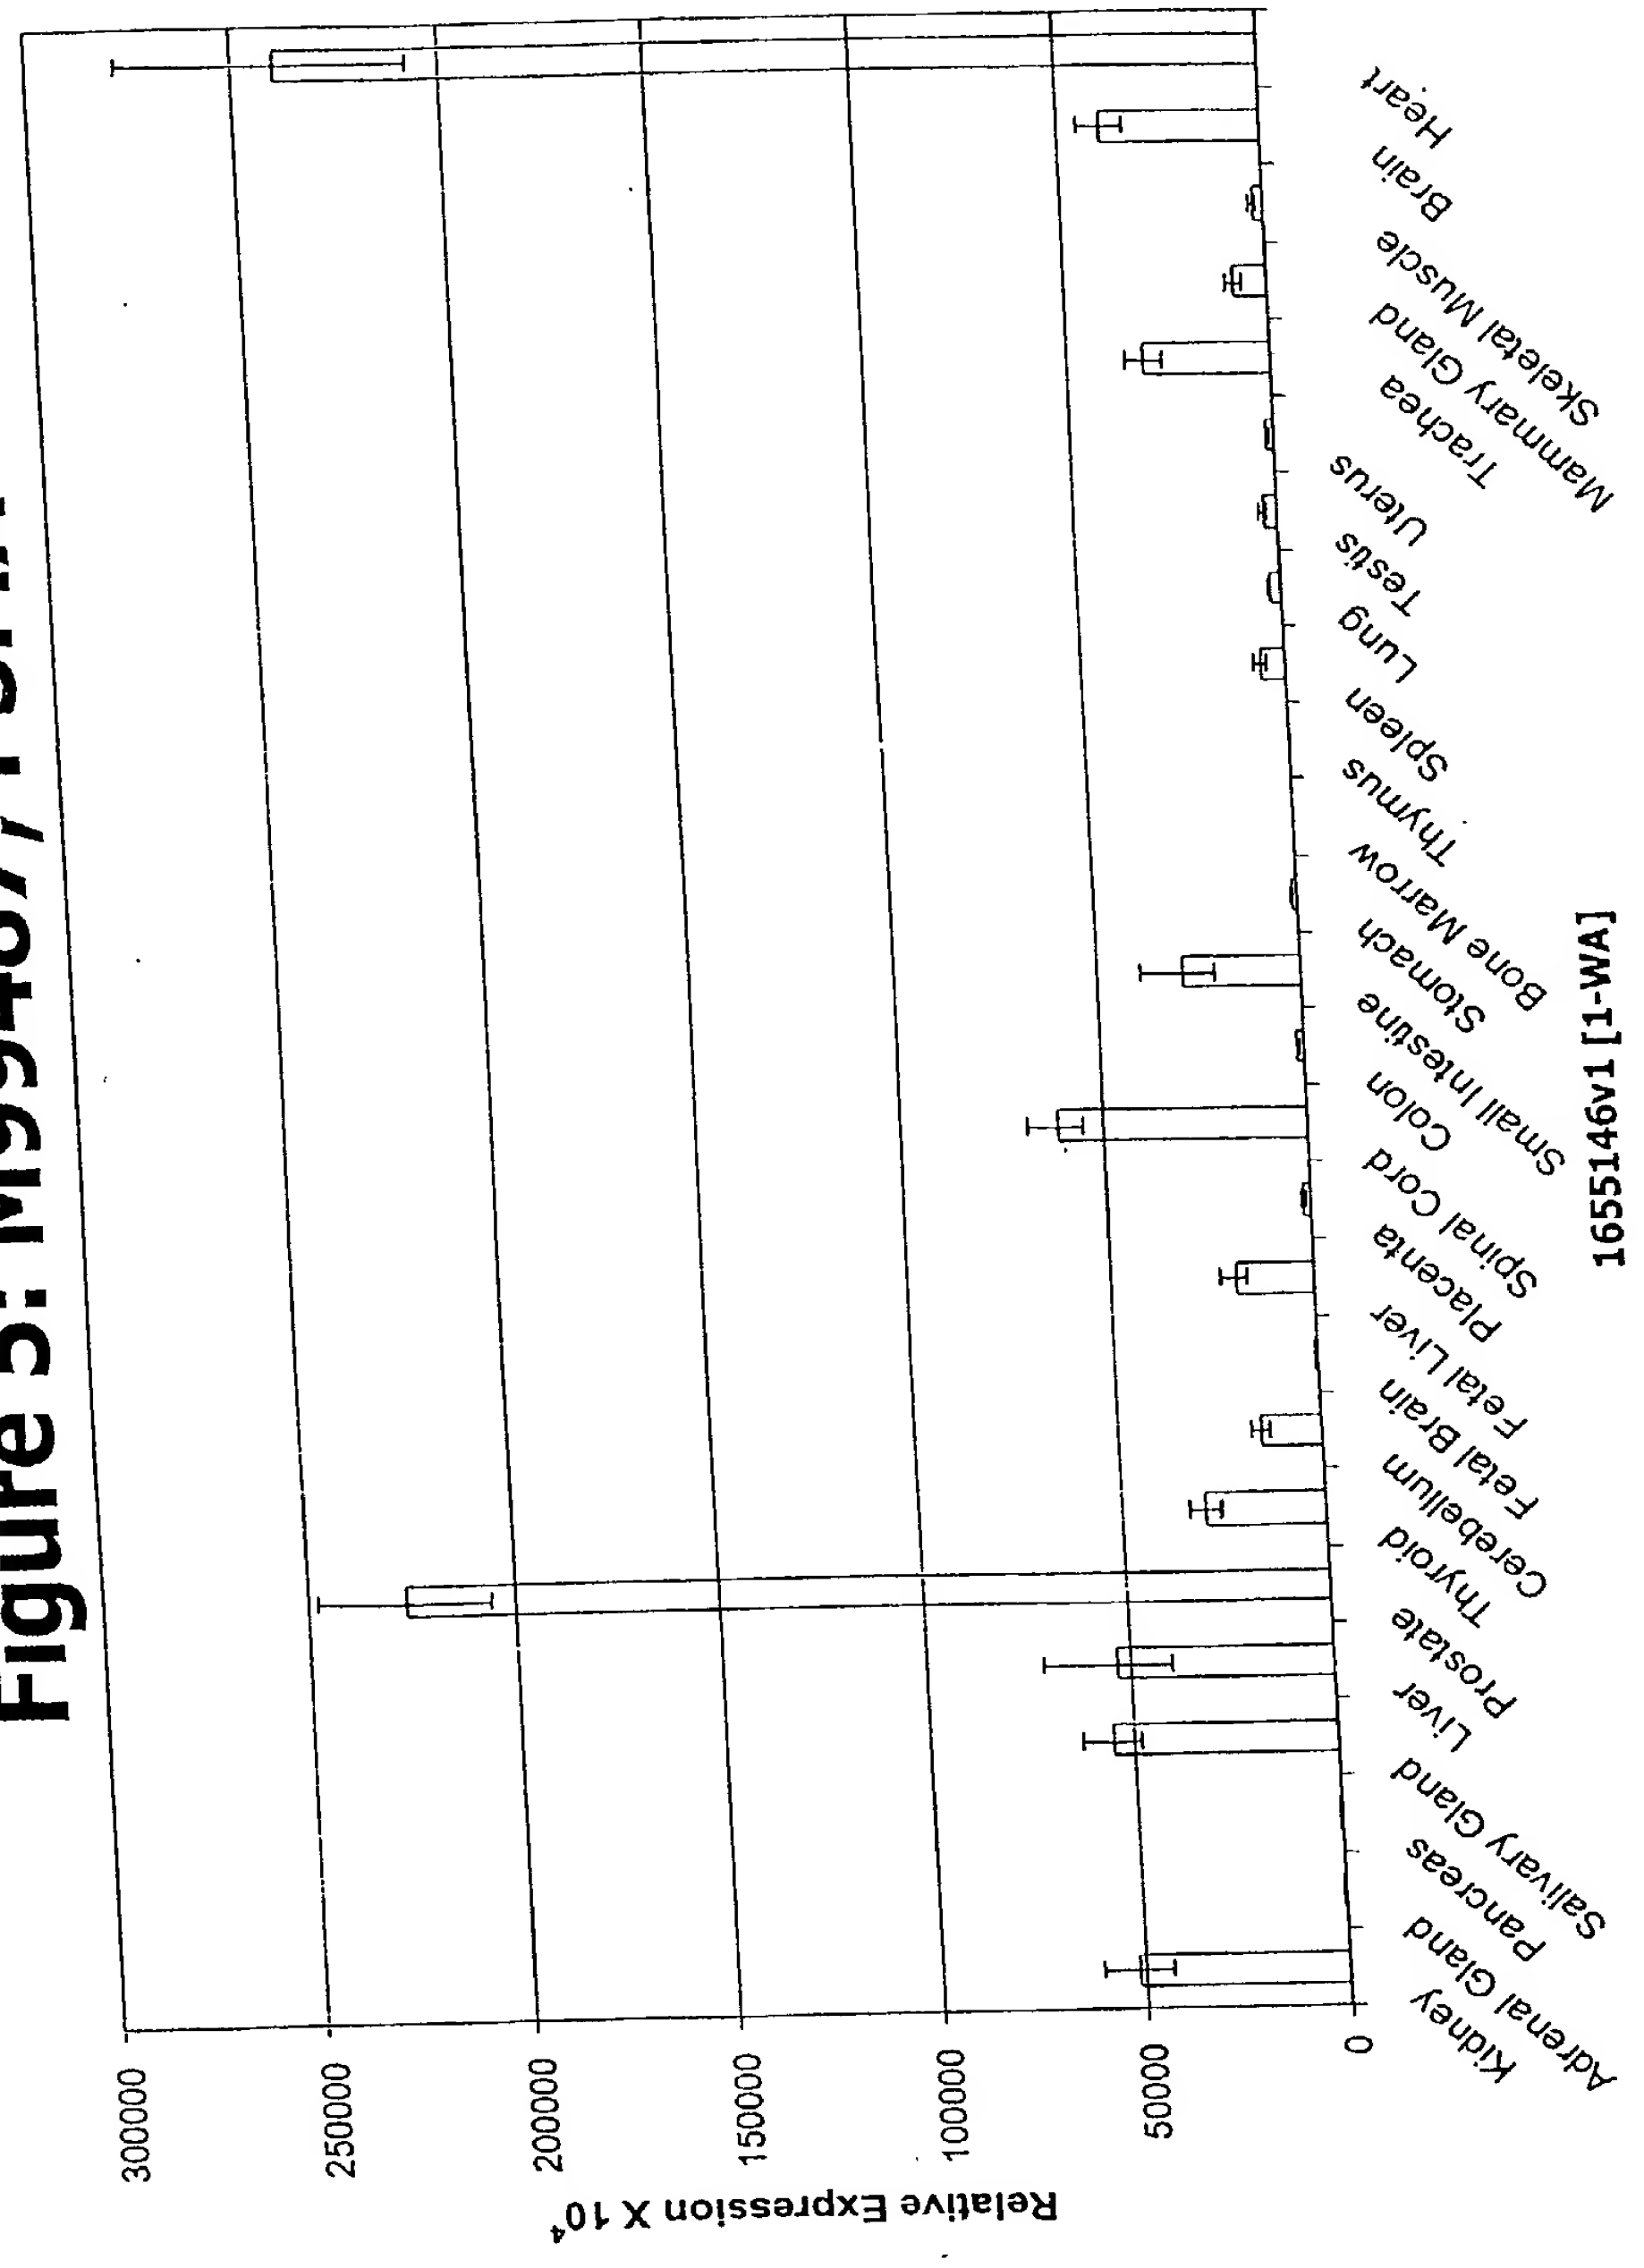 Figure 5: M99487,
300000
250000
200000
150000
100000
50000
0
Relative Expression X 10⁴
Kidney
Adrenal Gland
Pancreas
Salivary Gland
Liver
Prostate
Thyroid
Cerebellum
Fetal Brain
Fetal Liver
Placenta
Spinal Cord
Colon
Small Intestine
Stomach
Bone Marrow
Thymus
Spleen
Lung
Testis
Uterus
Trachea
Mammary Gland
Skeletal Muscle
Brain
Heart
1655146v1 [1-WA]